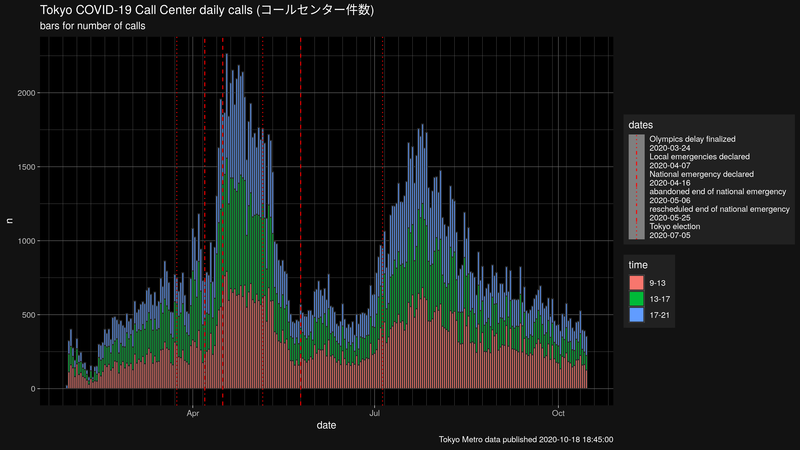 Tokyo COVID-19 Call Center daily calls (コールセンター件数)
bars for number of calls
n
2000
1500
1000
500
0
Apr
Jul
Oct
date
dates
Olympics delay finalized
2020-03-24
Local emergencies declared
2020-04-07
National emergency declared
2020-04-16
abandoned end of national emergency
2020-05-06
rescheduled end of national emergency
2020-05-25
Tokyo election
2020-07-05
time
9-13
13-17
17-21
Tokyo Metro data published 2020-10-18 18:45:00